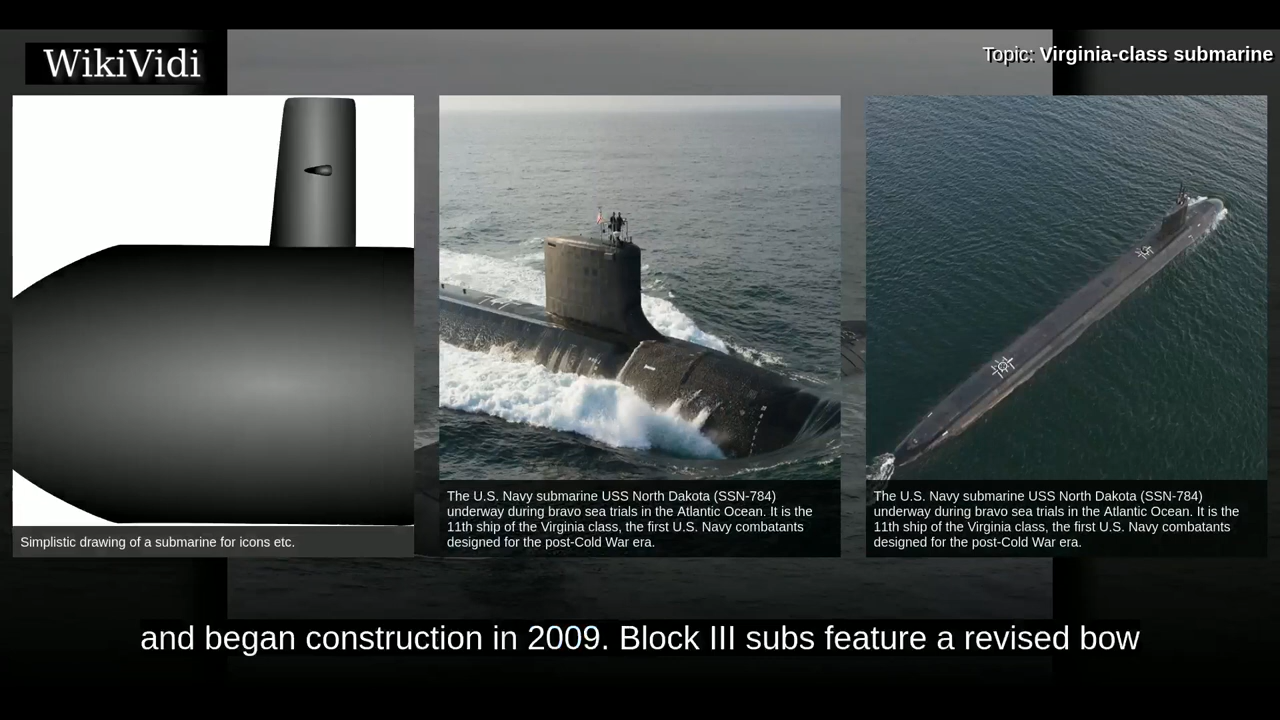 WikiVidi
Topic: Virginia-class submarine
Simplistic drawing of a submarine for icons etc.
The U.S. Navy submarine USS North Dakota (SSN-784)
underway during bravo sea trials in the Atlantic Ocean. It is the
11th ship of the Virginia class, the first U.S. Navy combatants
designed for the post-Cold War era.
The U.S. Navy submarine USS North Dakota (SSN-784)
underway during bravo sea trials in the Atlantic Ocean. It is the
11th ship of the Virginia class, the first U.S. Navy combatants
designed for the post-Cold War era.
and began construction in 2009. Block III subs feature a revised bow